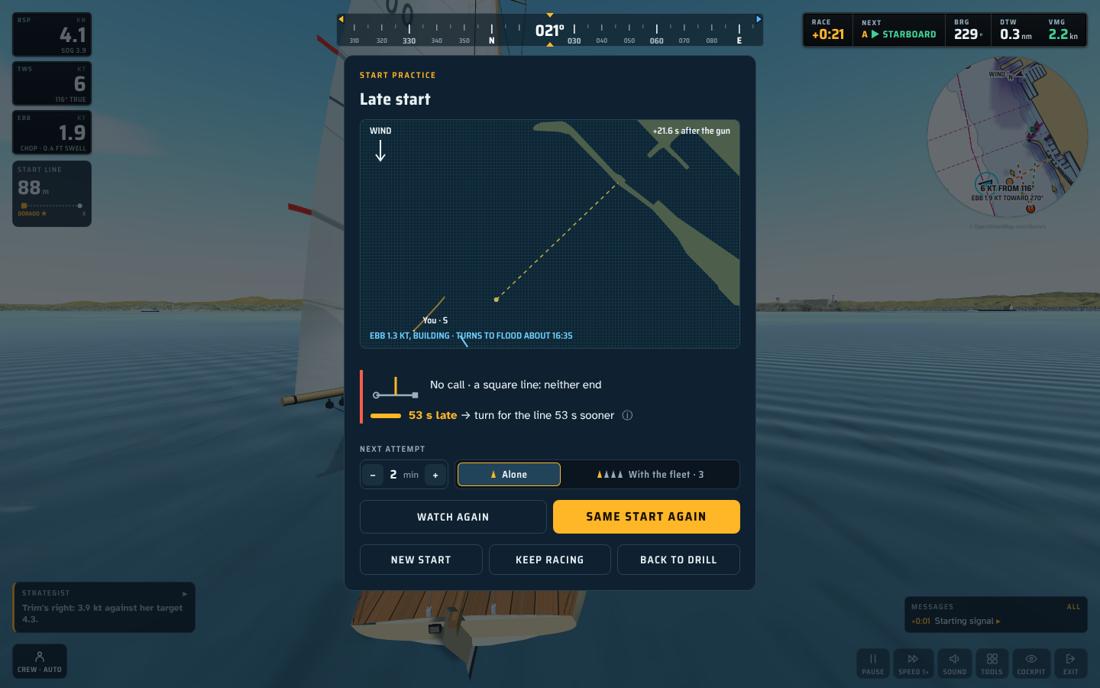 BSP KN
4.1
SOG 3.9
TWS KT
6
116° TRUE
EBB KT
1.9
CHOP · 0.4 FT SWELL
START LINE
88 m
DORADO
310 320 330 340 350 N 021° 030 040 050 060 070 080 E
RACE NEXT BRG DTW VMG
+0:21 A ▶ STARBOARD 229° 0.3 nm 2.2 kn
WIND
N
6 KT FROM 116°
EBB 1.9 KT TOWARD 270°
START PRACTICE
Late start
WIND
+21.6 s after the gun
You · S
EBB 1.3 KT, BUILDING · TURNS TO FLOOD ABOUT 16:35
No call · a square line: neither end
53 s late → turn for the line 53 s sooner ⓘ
NEXT ATTEMPT
− 2 min +
Alone
With the fleet · 3
WATCH AGAIN
SAME START AGAIN
NEW START
KEEP RACING
BACK TO DRILL
STRATEGIST ▸
Trim's right: 3.9 kt against her target
4.3.
CREW · AUTO
MESSAGES ALL
+0:01 Starting signal ▸
PAUSE
SPEED 1×
SOUND
TOOLS
COCKPIT
EXIT